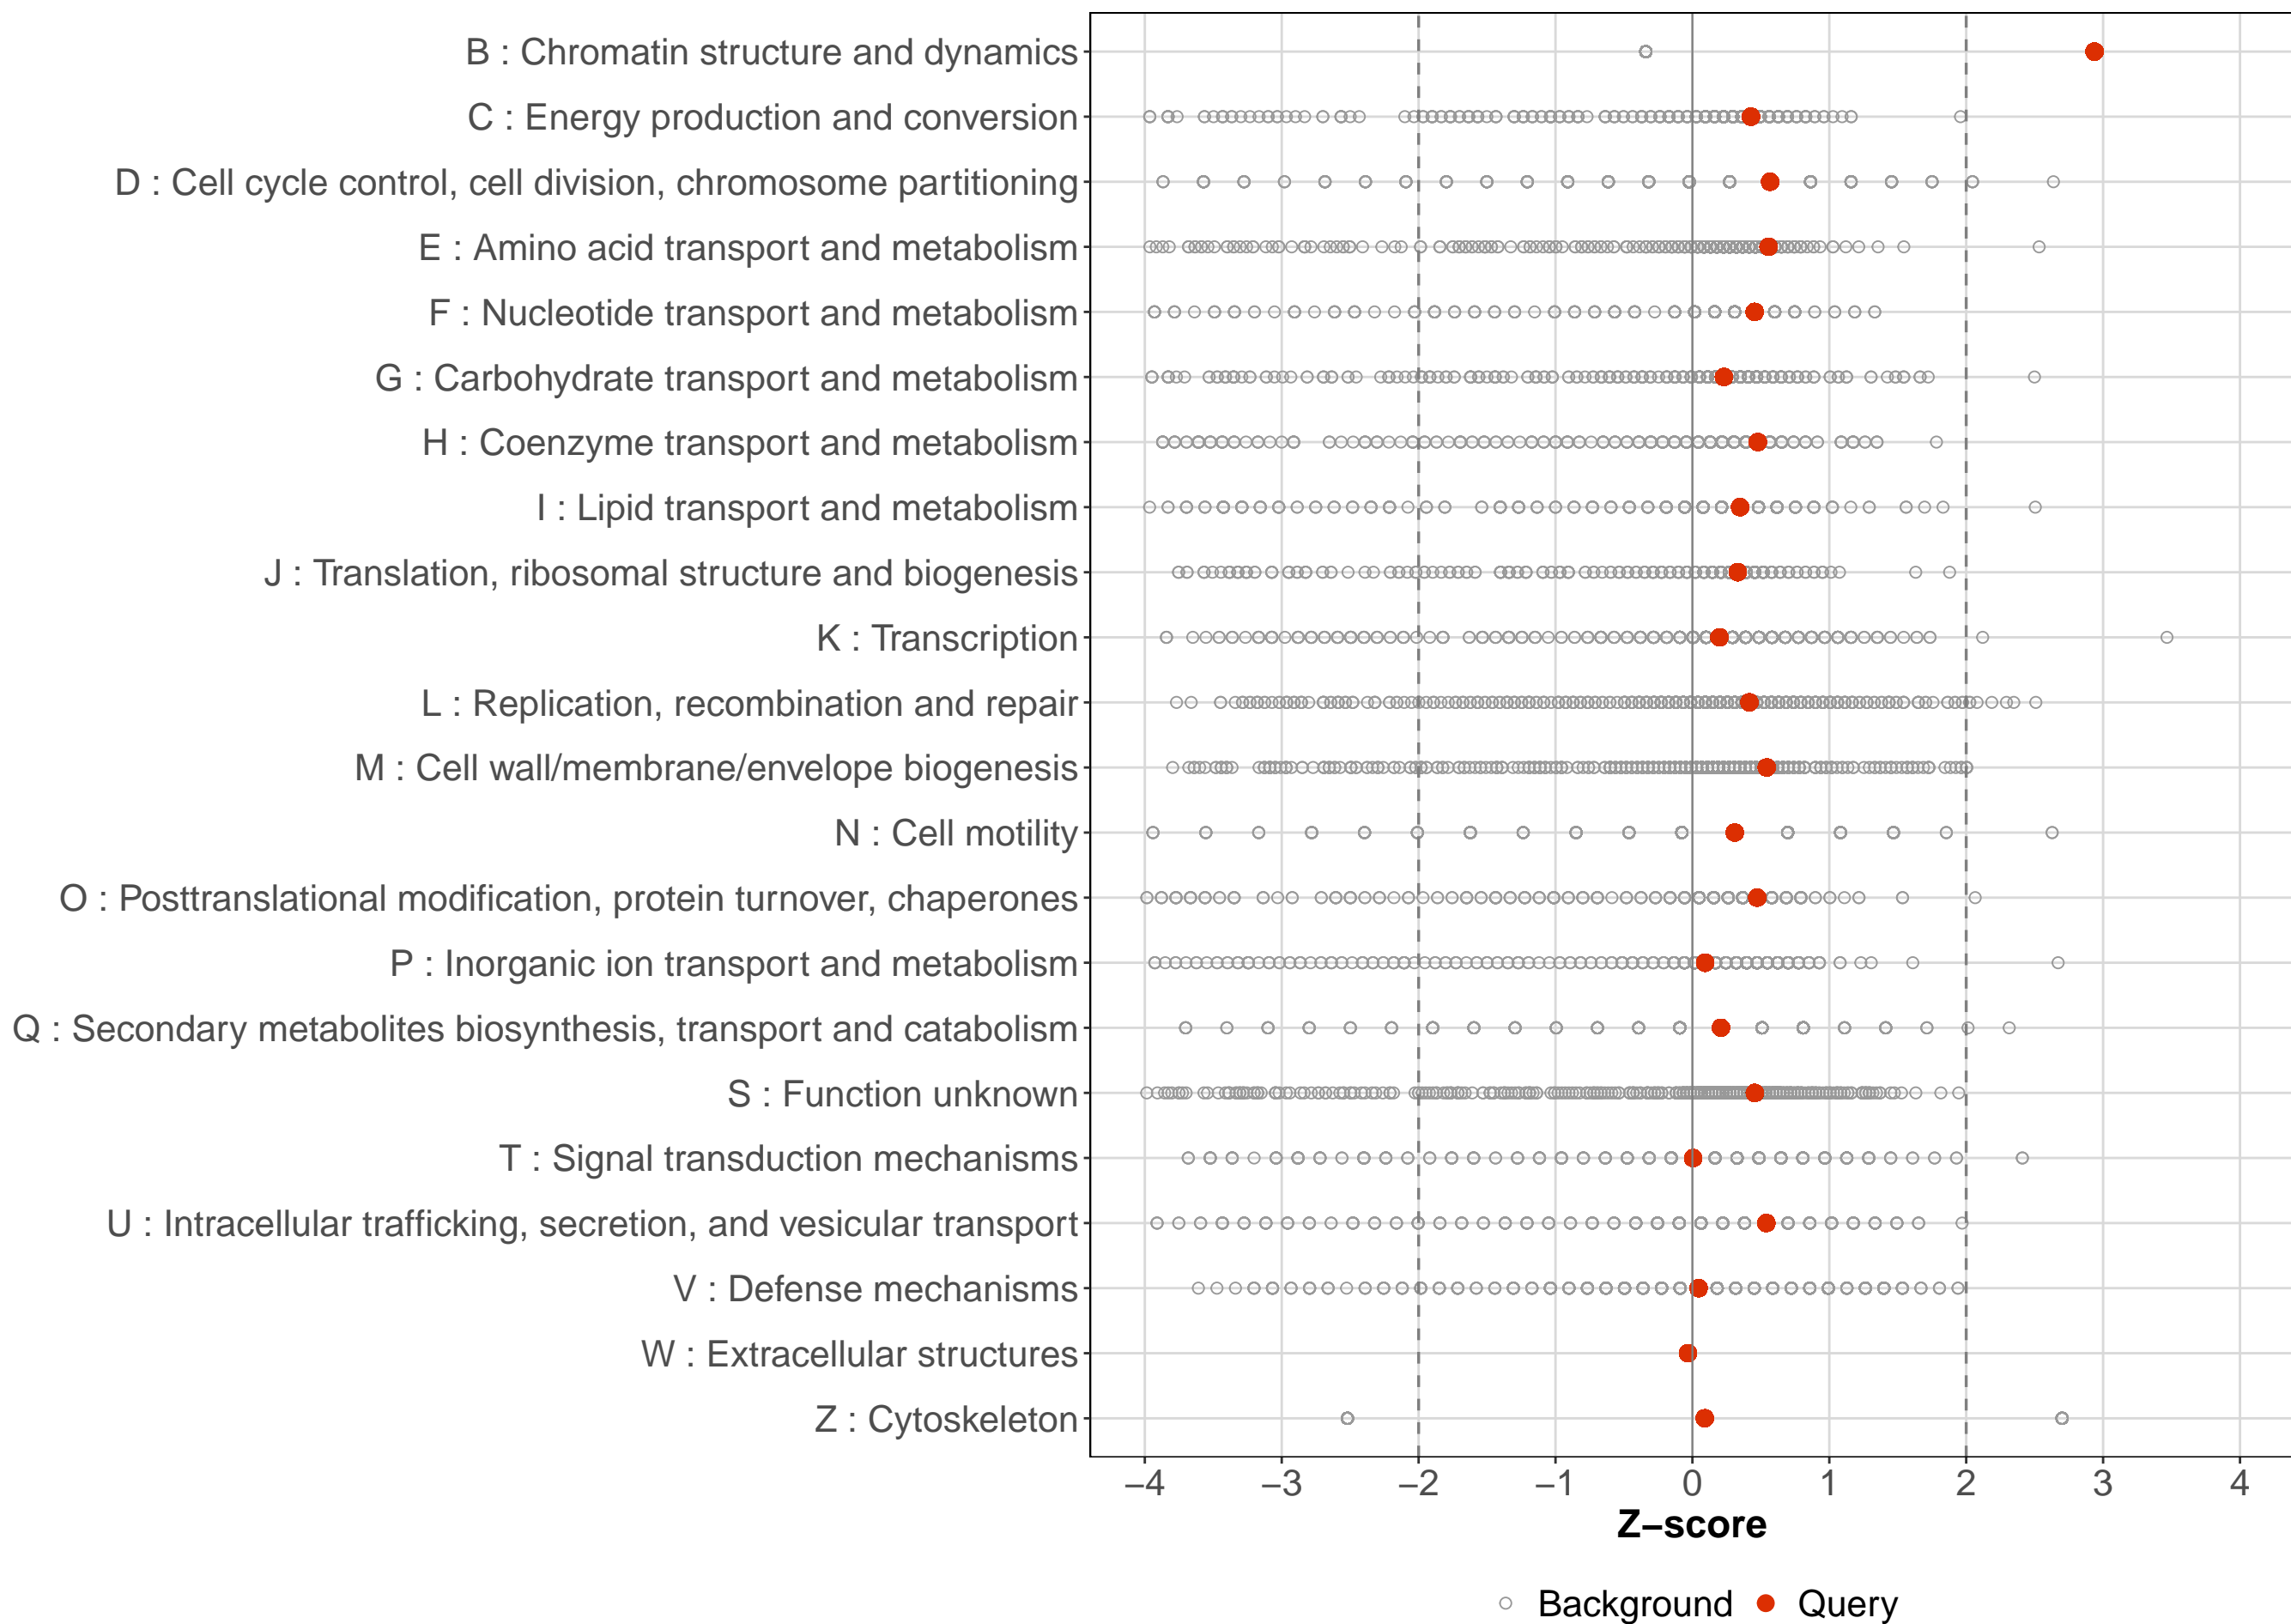 B : Chromatin structure and dynamics
C : Energy production and conversion
D : Cell cycle control, cell division, chromosome partitioning
E : Amino acid transport and metabolism
F : Nucleotide transport and metabolism
G : Carbohydrate transport and metabolism
H : Coenzyme transport and metabolism
I : Lipid transport and metabolism
J : Translation, ribosomal structure and biogenesis
K : Transcription
L : Replication, recombination and repair
M : Cell wall/membrane/envelope biogenesis
N : Cell motility
O : Posttranslational modification, protein turnover, chaperones
P : Inorganic ion transport and metabolism
Q : Secondary metabolites biosynthesis, transport and catabolism
S : Function unknown
T : Signal transduction mechanisms
U : Intracellular trafficking, secretion, and vesicular transport
V : Defense mechanisms
W : Extracellular structures
Z : Cytoskeleton
−4 −3 −2 −1 0 1 2 3 4
Z−score
Background Query